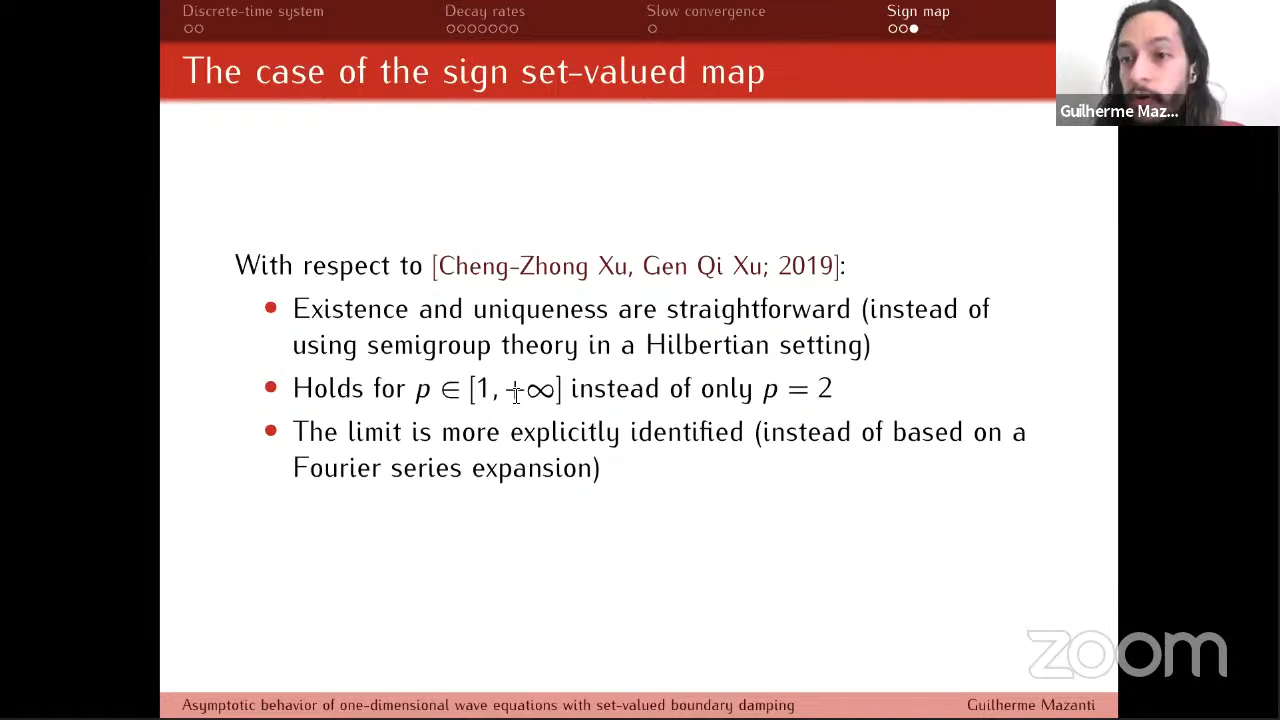 Discrete-time system
Decay rates
Slow convergence
Sign map
The case of the sign set-valued map
Guilherme Maz...
With respect to [Cheng-Zhong Xu, Gen Qi Xu; 2019]:
• Existence and uniqueness are straightforward (instead of
using semigroup theory in a Hilbertian setting)
• Holds for p ∈ [1, +∞] instead of only p = 2
• The limit is more explicitly identified (instead of based on a
Fourier series expansion)
zoom
Asymptotic behavior of one-dimensional wave equations with set-valued boundary damping
Guilherme Mazanti